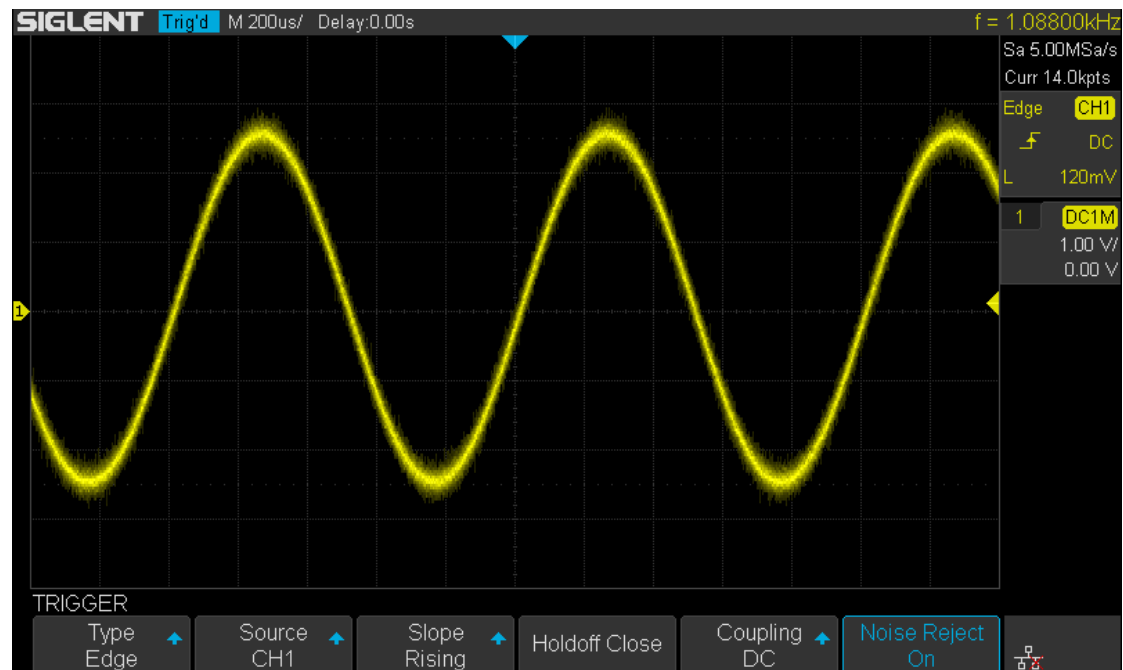 SIGLENT Trig'd M 200us/ Delay:0.00s f = 1.08800kHz
Sa 5.00MSa/s
Curr 14.0kpts
Edge CH1
DC
L 120mV
1 DC1M
1.00 V/
0.00 V
1
TRIGGER
Type Edge
Source CH1
Slope Rising
Holdoff Close
Coupling DC
Noise Reject On